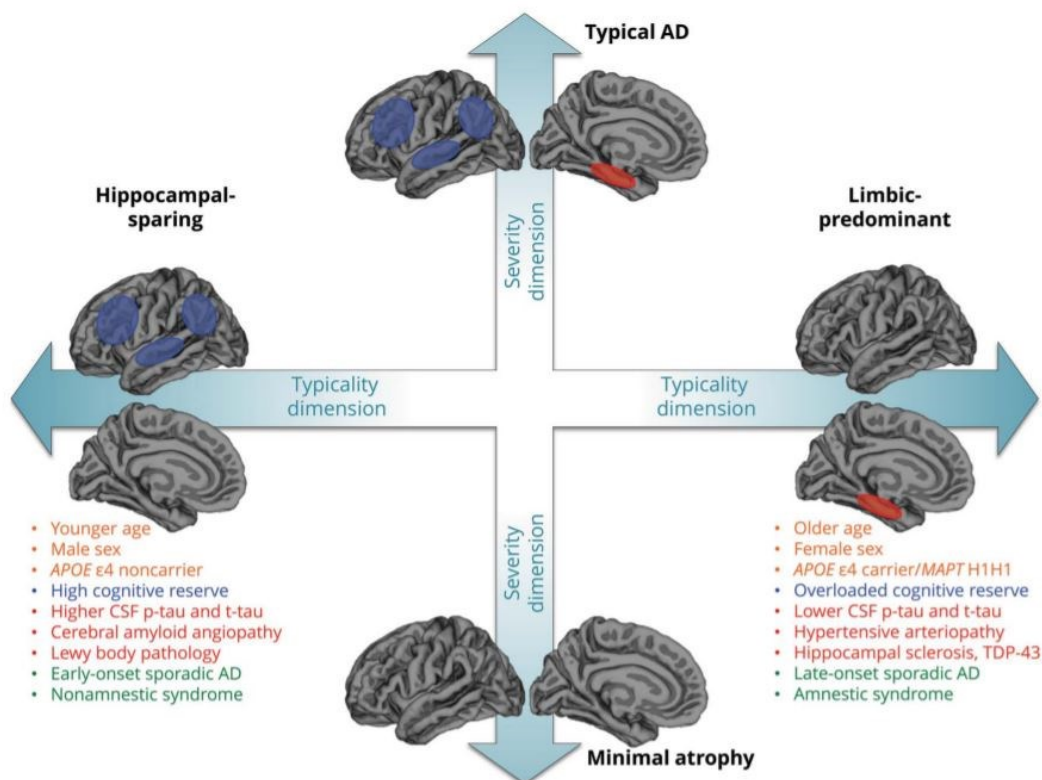 Typical AD
Hippocampal-
sparing
Limbic-
predominant
Severity
dimension
Typicality
dimension
Typicality
dimension
Severity
dimension
• Younger age
• Male sex
• APOE ε4 noncarrier
• High cognitive reserve
• Higher CSF p-tau and t-tau
• Cerebral amyloid angiopathy
• Lewy body pathology
• Early-onset sporadic AD
• Nonamnestic syndrome
• Older age
• Female sex
• APOE ε4 carrier/MAPT H1H1
• Overloaded cognitive reserve
• Lower CSF p-tau and t-tau
• Hypertensive arteriopathy
• Hippocampal sclerosis, TDP-43
• Late-onset sporadic AD
• Amnestic syndrome
Minimal atrophy